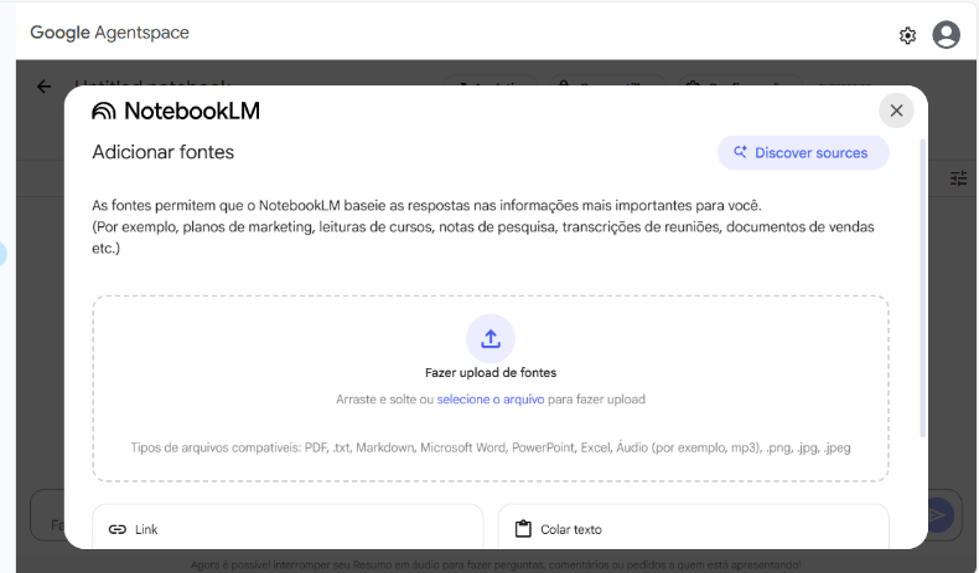 Google Agentspace
NotebookLM
Adicionar fontes
Discover sources
As fontes permitem que o NotebookLM baseie as respostas nas informações mais importantes para você.
(Por exemplo, planos de marketing, leituras de cursos, notas de pesquisa, transcrições de reuniões, documentos de vendas
etc.)
Fazer upload de fontes
Arraste e solte ou selecione o arquivo para fazer upload
Tipos de arquivos compatíveis: PDF, .txt, Markdown, Microsoft Word, PowerPoint, Excel, Áudio (por exemplo, mp3), .png, .jpg, .jpeg
Link
Colar texto
Agora é possível interromper seu Resumo em áudio para fazer perguntas, comentários ou pedidos a quem está apresentando!